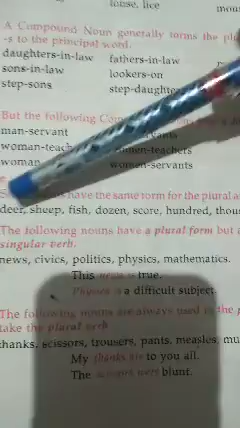 louse, lice
A Compound Noun generally forms the
-s to the principal word.
daughters-in-law fathers-in-law
sons-in-law lookers-on
step-sons step-daughte
But the following
man-servant
woman-teach
woman women-servants
have the same form for the plural
deer, sheep, fish, dozen, score, hundred, thou
The following nouns have a plural form but
singular verb.
news, civics, politics, physics, mathematics.
This news is true.
Physics is a difficult subject.
The following nouns are always used in the
take the plural verb
thanks, scissors, trousers, pants, measles, mu
My thanks are to you all.
The scissors were blunt.